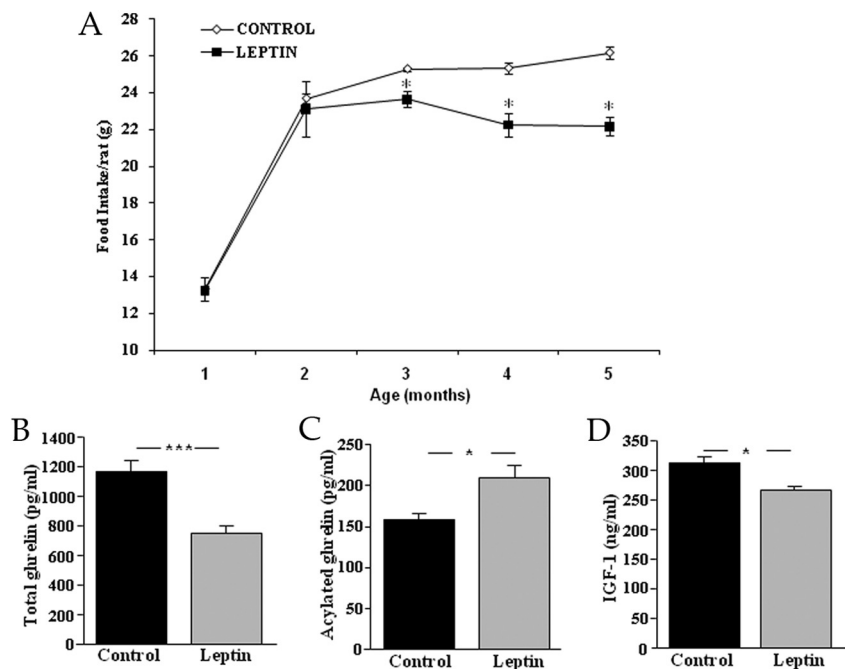 A
CONTROL
LEPTIN
Food Intake/rat (g)
28
26
24
22
20
18
16
14
12
10
*
*
*
1 2 3 4 5
Age (months)
B
Total ghrelin (pg/ml)
1400
1200
1000
800
600
400
200
0
***
Control Leptin
C
Acylated ghrelin (pg/ml)
250
200
150
100
50
0
*
Control Leptin
D
IGF-1 (ng/ml)
350
300
250
200
150
100
50
0
*
Control Leptin